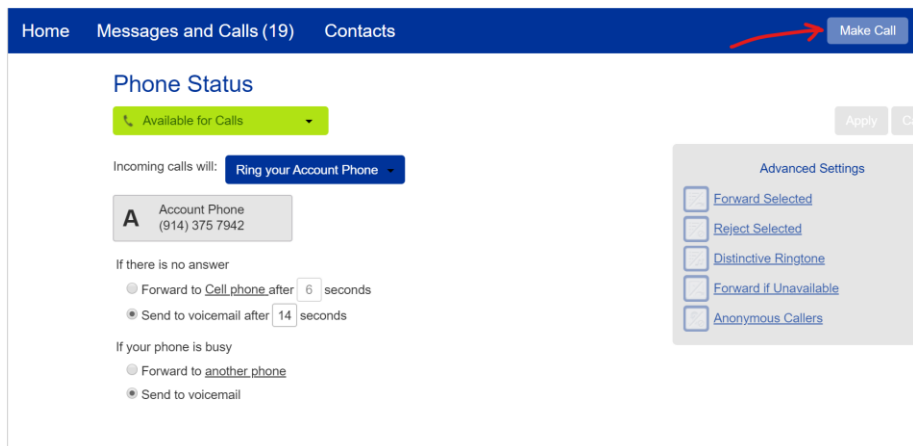 Home Messages and Calls (19) Contacts Make Call
Phone Status
Available for Calls
Apply
Incoming calls will: Ring your Account Phone
A Account Phone
(914) 375 7942
If there is no answer
Forward to Cell phone after 6 seconds
Send to voicemail after 14 seconds
If your phone is busy
Forward to another phone
Send to voicemail
Advanced Settings
Forward Selected
Reject Selected
Distinctive Ringtone
Forward if Unavailable
Anonymous Callers